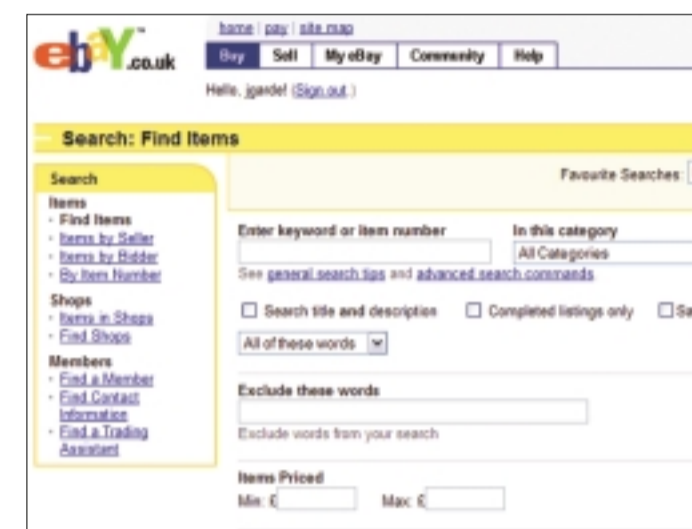 home | pay | site map
ebay.co.uk
™
Buy Sell My eBay Community Help
Hello, jgarde! (Sign out.)
Search: Find Items
Search
Items
· Find Items
· Items by Seller
· Items by Bidder
· By Item Number
Shops
· Items in Shops
· Find Shops
Members
· Find a Member
· Find Contact
Information
· Find a Trading
Assistant
Favourite Searches:
Enter keyword or item number
In this category
All Categories
See general search tips and advanced search commands.
Search title and description Completed listings only Sa
All of these words
Exclude these words
Exclude words from your search
Items Priced
Min: £ Max: £